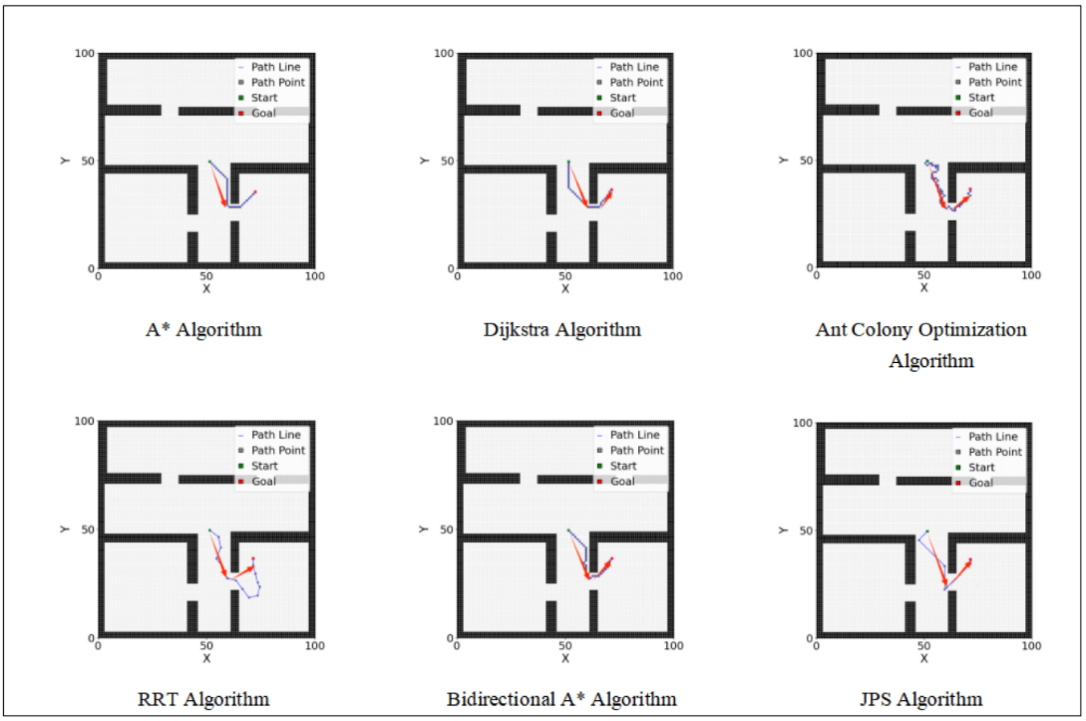 100
Path Line
Path Point
Start
Goal
Y
50
0
0
50
100
X
A* Algorithm
100
Path Line
Path Point
Start
Goal
Y
50
0
0
50
100
X
Dijkstra Algorithm
100
Path Line
Path Point
Start
Goal
Y
50
0
0
50
100
X
Ant Colony Optimization
Algorithm
100
Path Line
Path Point
Start
Goal
Y
50
0
0
50
100
X
RRT Algorithm
100
Path Line
Path Point
Start
Goal
Y
50
0
0
50
100
X
Bidirectional A* Algorithm
100
Path Line
Path Point
Start
Goal
Y
50
0
0
50
100
X
JPS Algorithm